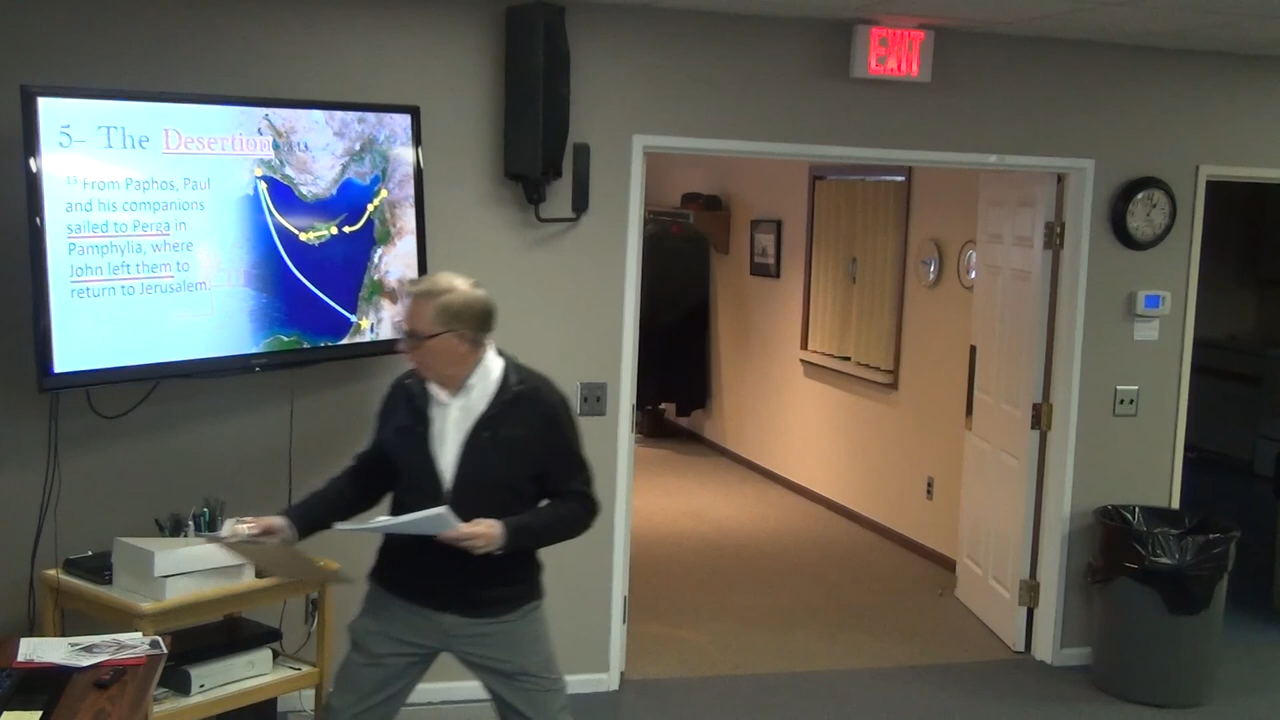 EXIT
5– The Desertion
13 From Paphos, Paul
and his companions
sailed to Perga in
Pamphylia, where
John left them to
return to Jerusalem.